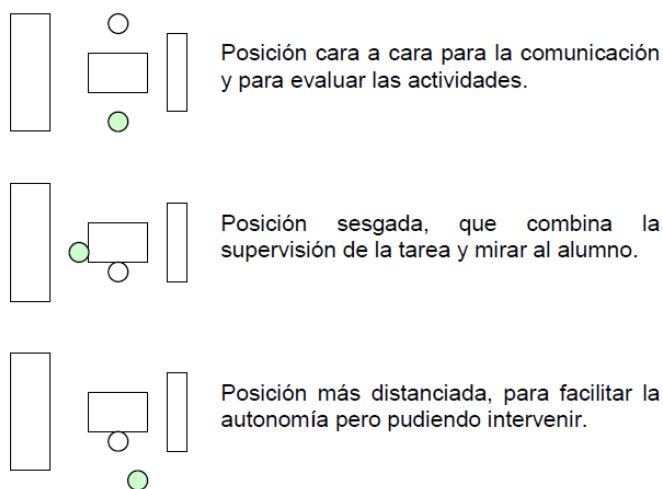 Posición cara a cara para la comunicación
y para evaluar las actividades.
Posición sesgada, que combina la
supervisión de la tarea y mirar al alumno.
Posición más distanciada, para facilitar la
autonomía pero pudiendo intervenir.